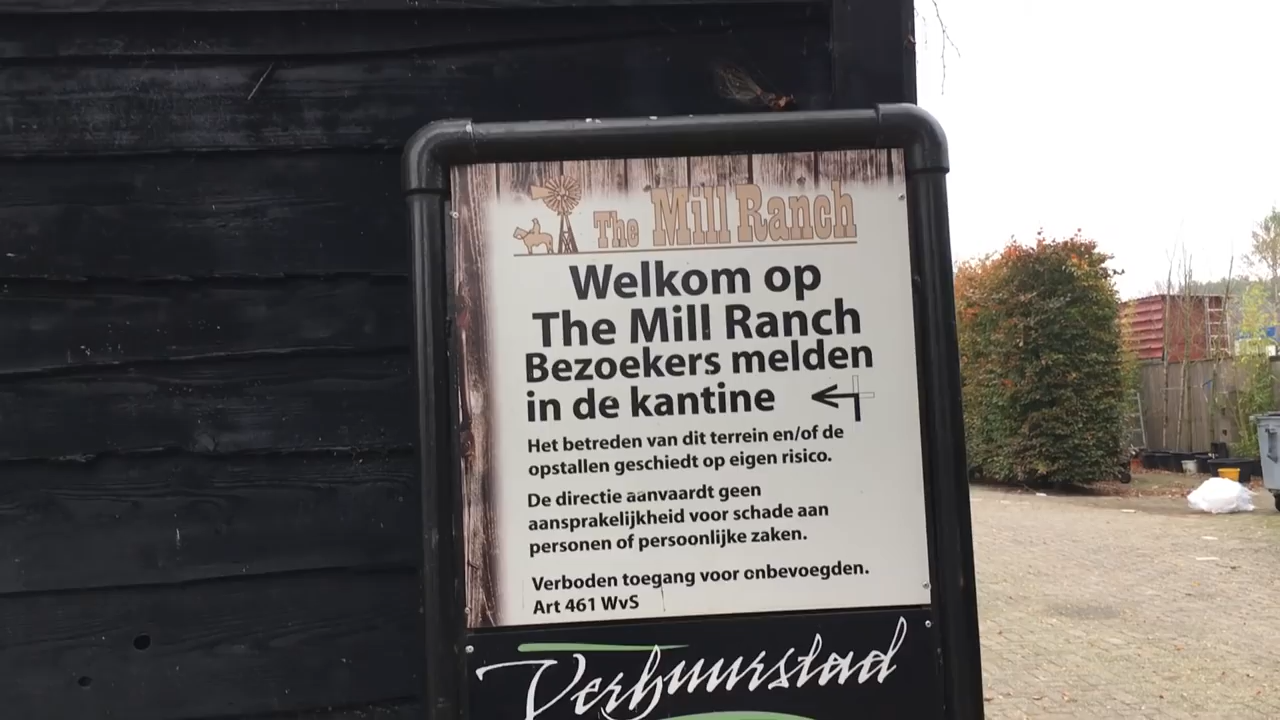 The Mill Ranch
Welkom op
The Mill Ranch
Bezoekers melden
in de kantine
Het betreden van dit terrein en/of de
opstallen geschiedt op eigen risico.
De directie aanvaardt geen
aansprakelijkheid voor schade aan
personen of persoonlijke zaken.
Verboden toegang voor onbevoegden.
Art 461 WvS
Verhuurstad